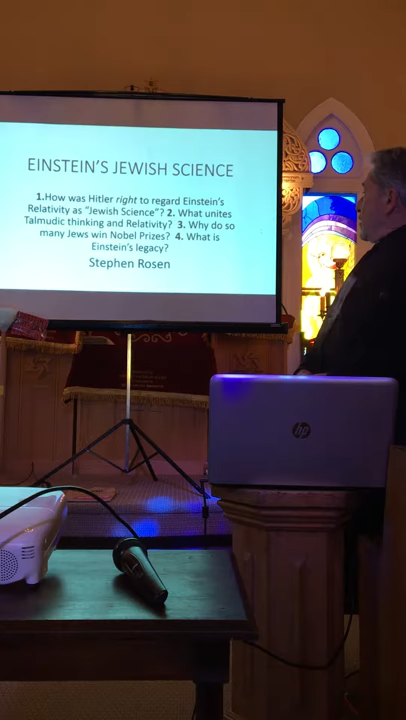 EINSTEIN'S JEWISH SCIENCE
1.How was Hitler right to regard Einstein's
Relativity as "Jewish Science"? 2. What unites
Talmudic thinking and Relativity? 3. Why do so
many Jews win Nobel Prizes? 4. What is
Einstein's legacy?
Stephen Rosen
hp